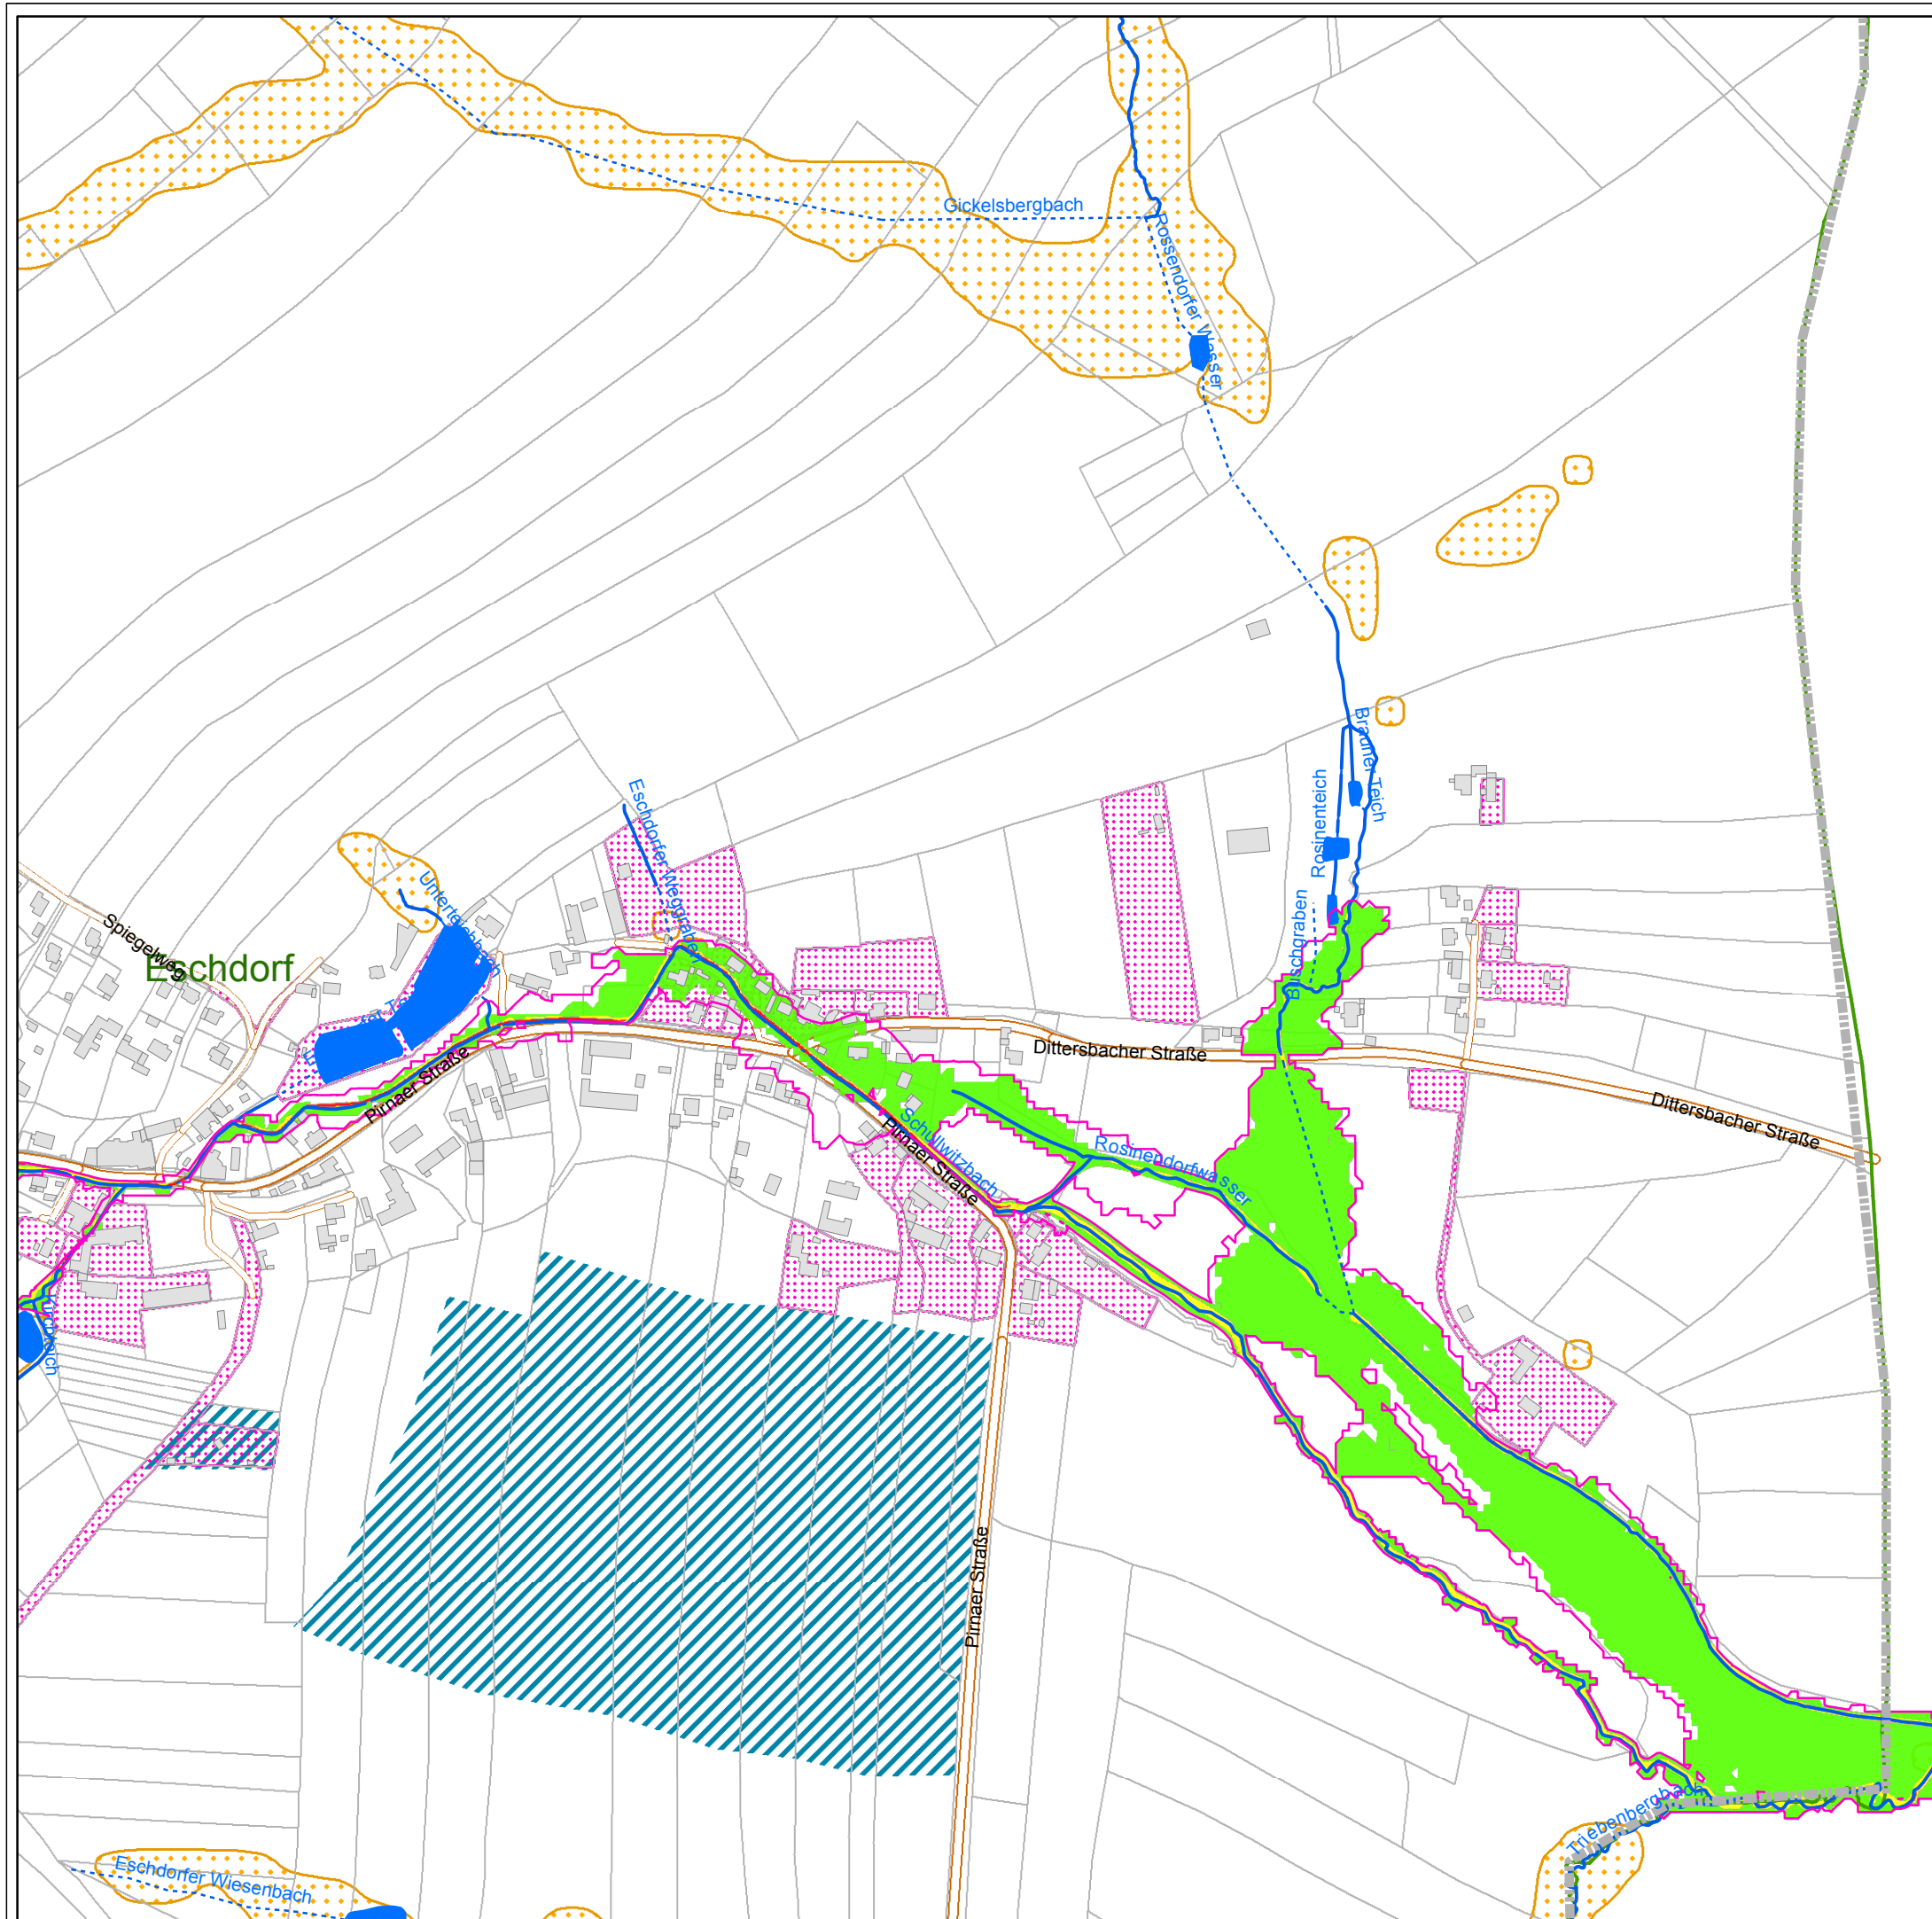 Gickelsbergbach
Rossendorfer Wasser
Brauner Teich
Rosinenteich
Eschdorfer Weggraben
Unterteichbach
Spiegelweg
Eschdorf
Buschgraben
Dittersbacher Straße
Pirnaer Straße
Dittersbacher Straße
Schullwitzbach
Pirnaer Straße
Rosinendorfwasser
Kirchteich
Pirnaer Straße
Triebenbergbach
Eschdorfer Wiesenbach